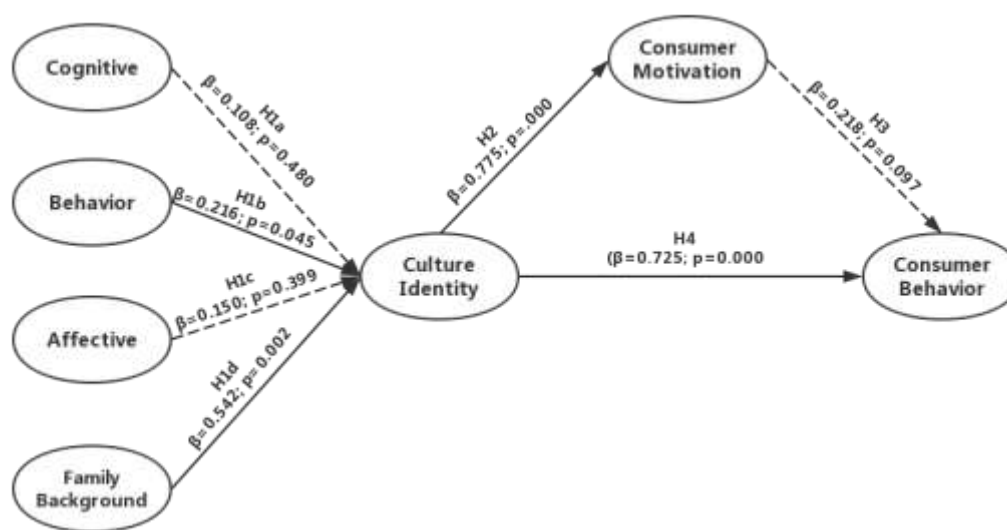 Cognitive
H1a
β=0.108; p=0.480
Behavior
H1b
β=0.216; p=0.045
Affective
H1c
β=0.150; p=0.399
Family
Background
H1d
β=0.542; p=0.002
Culture
Identity
H2
β=0.775; p=.000
Consumer
Motivation
H3
β=0.218; p=0.097
H4
(β=0.725; p=0.000
Consumer
Behavior